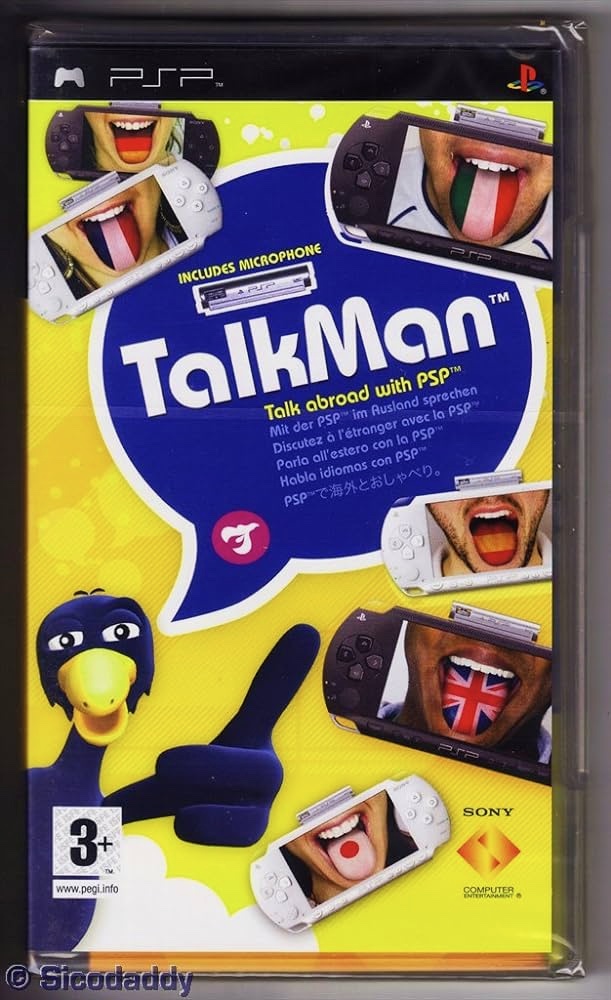 PSP™
INCLUDES MICROPHONE
PSP
TalkMan™
Talk abroad with PSP™
Mit der PSP™ im Ausland sprechen
Discutez à l'étranger avec la PSP™
Parla all'estero con la PSP™
Habla idiomas con PSP™
PSP™で海外とおしゃべり。
SONY
PSP
PSP
3+
www.pegi.info
SONY
COMPUTER
ENTERTAINMENT
© Sicodaddy